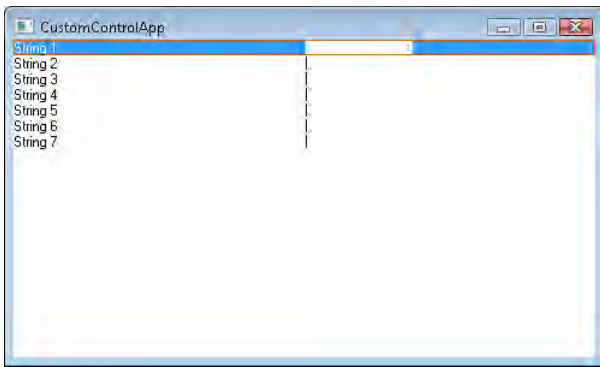 CustomControlApp
String 1
String 2
String 3
String 4
String 5
String 6
String 7